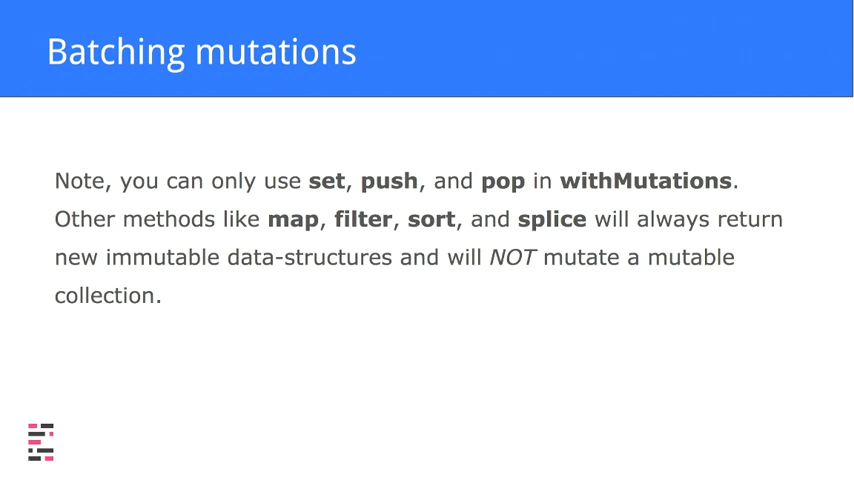 Batching mutations
Note, you can only use set, push, and pop in withMutations.
Other methods like map, filter, sort, and splice will always return
new immutable data-structures and will NOT mutate a mutable
collection.